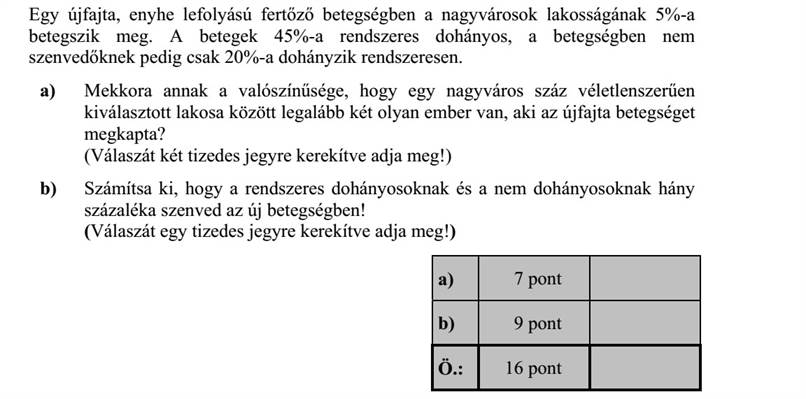 Egy újfajta, enyhe lefolyású fertőző betegségben a nagyvárosok lakosságának 5%-a
betegszik meg. A betegek 45%-a rendszeres dohányos, a betegségben nem
szenvedőknek pedig csak 20%-a dohányzik rendszeresen.
a) Mekkora annak a valószínűsége, hogy egy nagyváros száz véletlenszerűen
kiválasztott lakosa között legalább két olyan ember van, aki az újfajta betegséget
megkapta?
(Válaszát két tizedes jegyre kerekítve adja meg!)
b) Számítsa ki, hogy a rendszeres dohányosoknak és a nem dohányosoknak hány
százaléka szenved az új betegségben!
(Válaszát egy tizedes jegyre kerekítve adja meg!)
a) 7 pont
b) 9 pont
Ö.: 16 pont